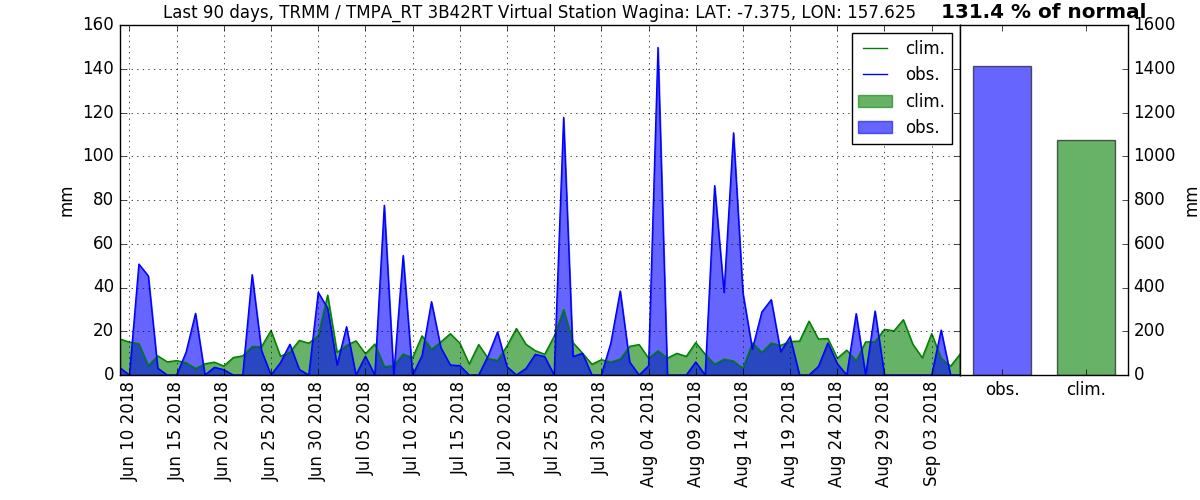 Last 90 days, TRMM / TMPA_RT 3B42RT Virtual Station Wagina: LAT: -7.375, LON: 157.625
131.4 % of normal
mm
160
140
120
100
80
60
40
20
0
clim.
obs.
clim.
obs.
1600
1400
1200
1000
800
600
400
200
0
mm
Jun 10 2018
Jun 15 2018
Jun 20 2018
Jun 25 2018
Jun 30 2018
Jul 05 2018
Jul 10 2018
Jul 15 2018
Jul 20 2018
Jul 25 2018
Jul 30 2018
Aug 04 2018
Aug 09 2018
Aug 14 2018
Aug 19 2018
Aug 24 2018
Aug 29 2018
Sep 03 2018
obs.
clim.